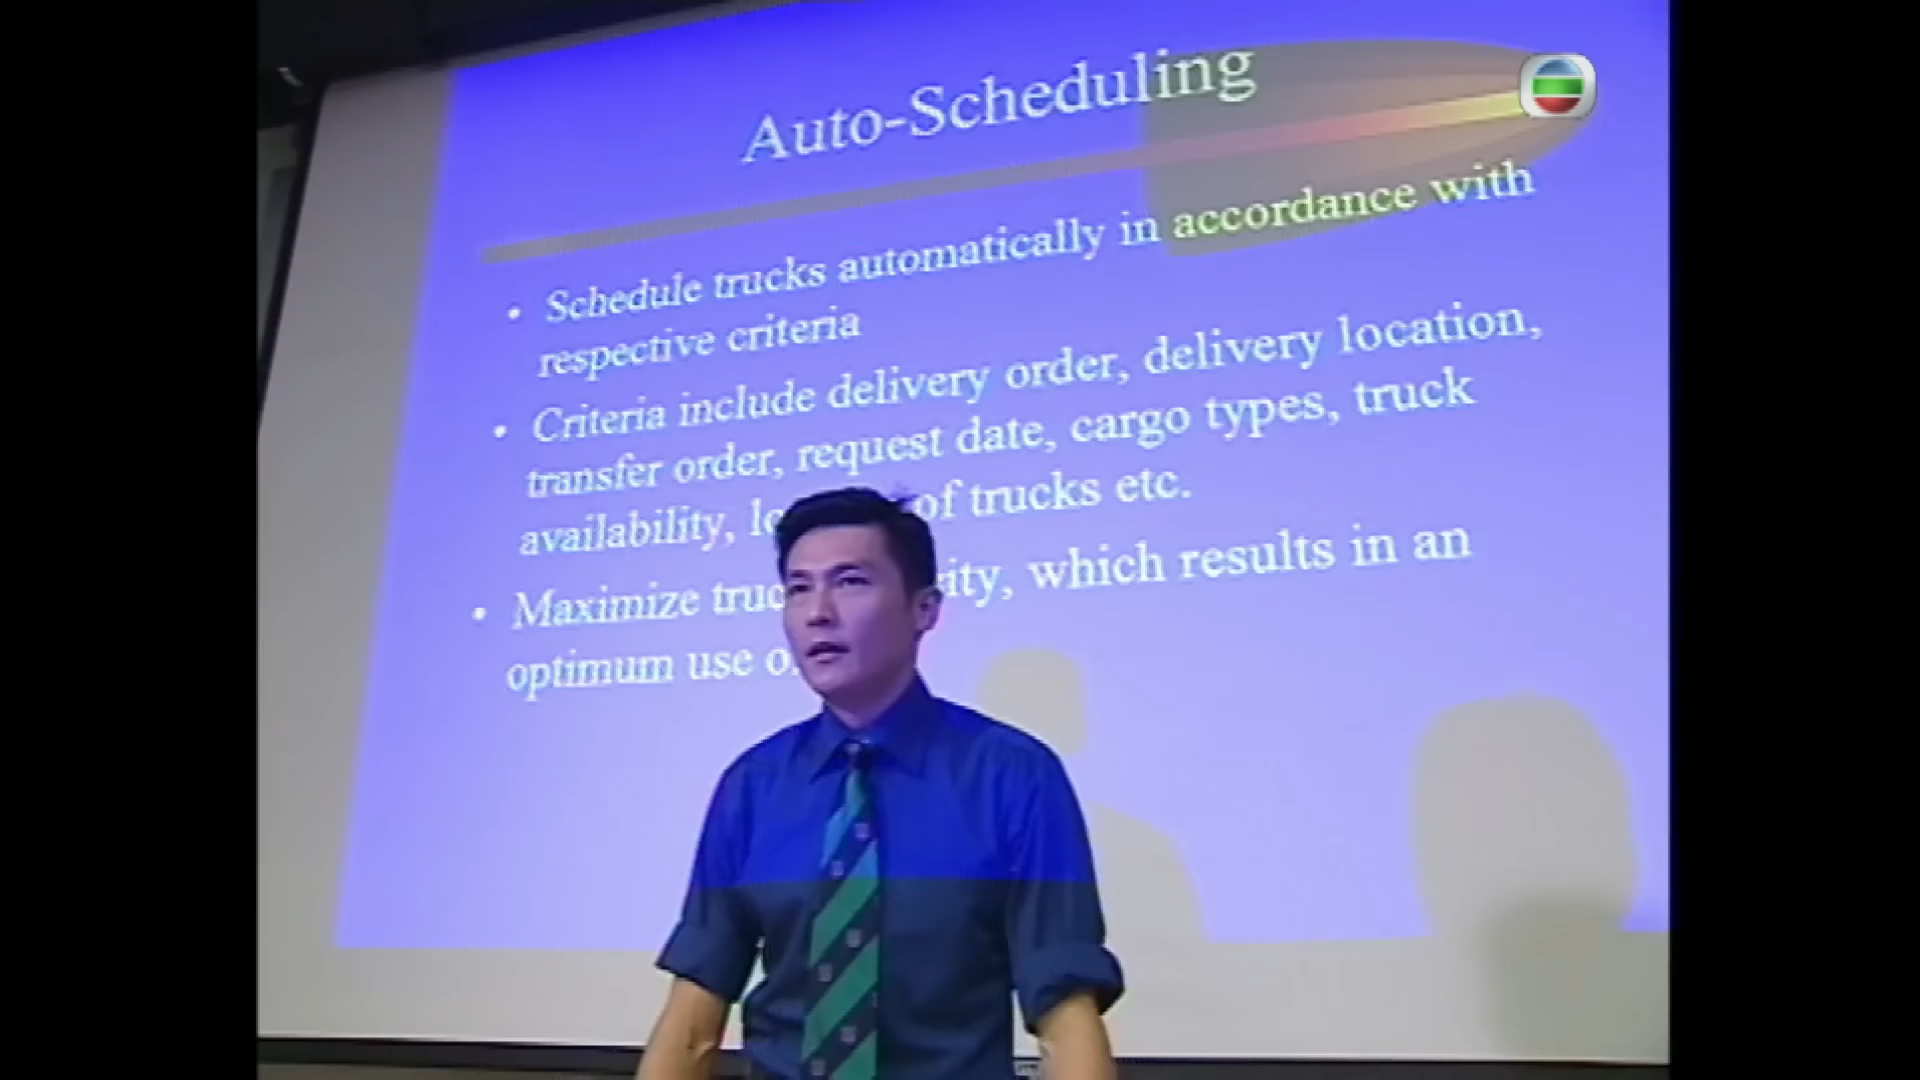 Auto-Scheduling
• Schedule trucks automatically in accordance with
respective criteria
• Criteria include delivery order, delivery location,
transfer order, request date, cargo types, truck
availability, of trucks etc.
• Maximize which results in an
optimum use